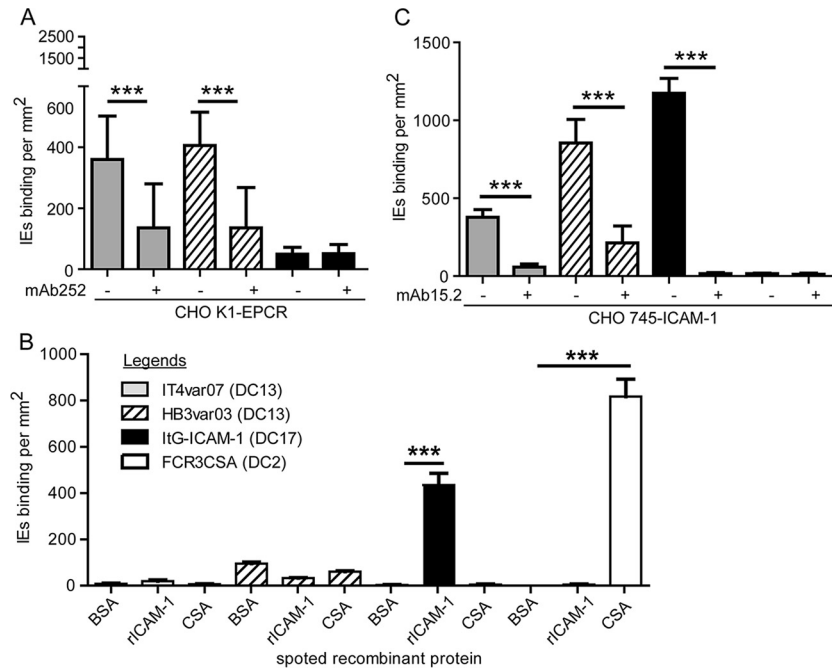 A
2500
1500
600
400
200
0
IEs binding per mm²
***
***
mAb252 - + - + - +
CHO K1-EPCR
C
1500
1000
500
0
IEs binding per mm²
***
***
***
mAb15.2 - + - + - + - +
CHO 745-ICAM-1
B
1000
800
600
400
200
0
IEs binding per mm²
Legends
IT4var07 (DC13)
HB3var03 (DC13)
ItG-ICAM-1 (DC17)
FCR3CSA (DC2)
***
***
BSA rICAM-1 CSA BSA rICAM-1 CSA BSA rICAM-1 CSA BSA rICAM-1 CSA
spoted recombinant protein